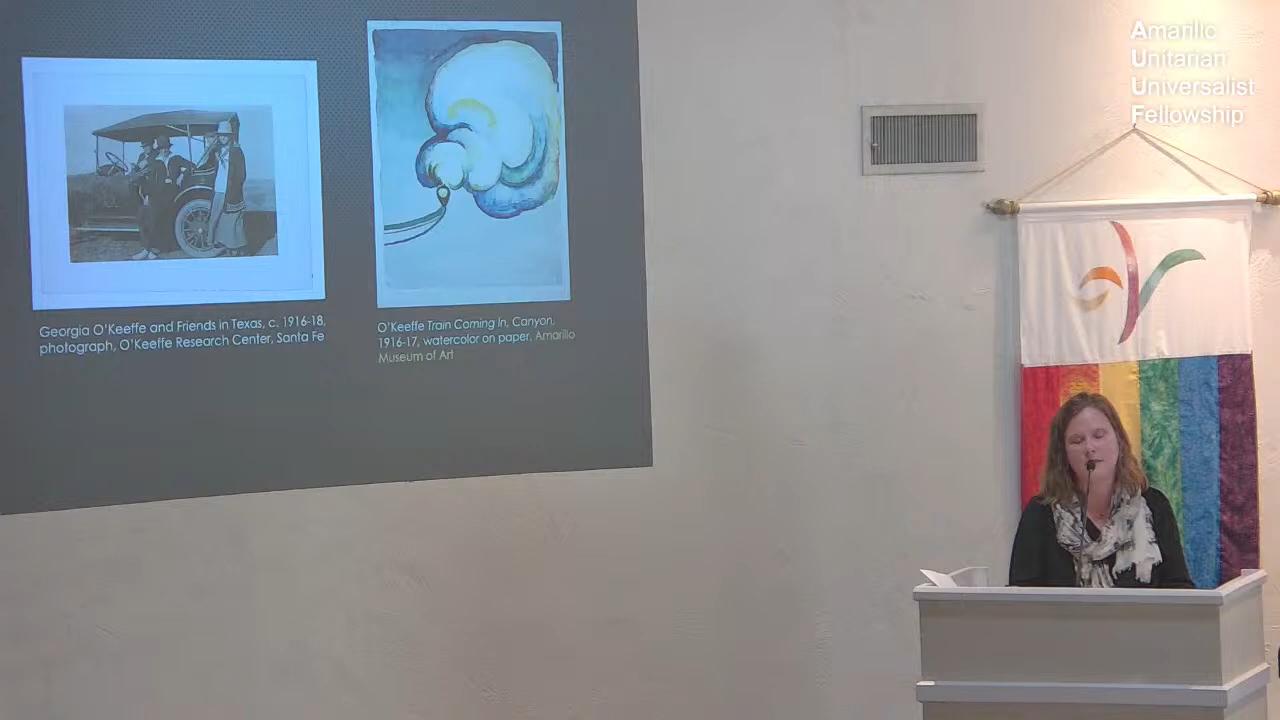 Georgia O'Keeffe and Friends in Texas, c. 1916-18,
photograph, O'Keeffe Research Center, Santa Fe
O'Keeffe Train Coming In, Canyon,
1916-17, watercolor on paper, Amarillo
Museum of Art
Amarillo
Unitarian
Universalist
Fellowship